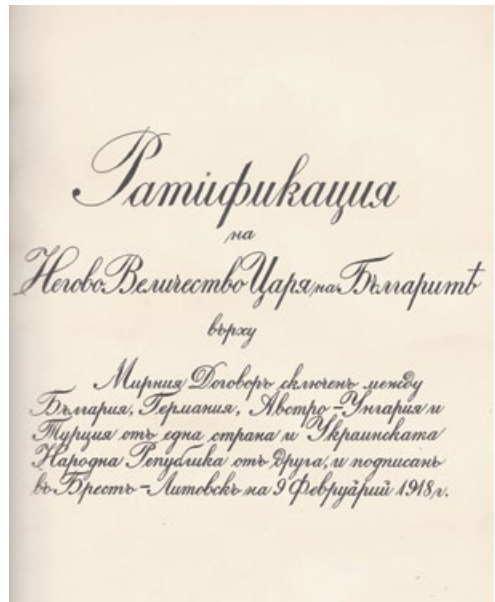 Ратификация
на
Негово Величество Царя на Българитѣ
върху
Мирния Договоръ сключенъ между
България, Германия, Австро-Унгария и
Турция отъ една страна и Украинската
Народна Република отъ друга, и подписанъ
въ Брестъ-Литовскъ на 9 Февруарий 1918 г.